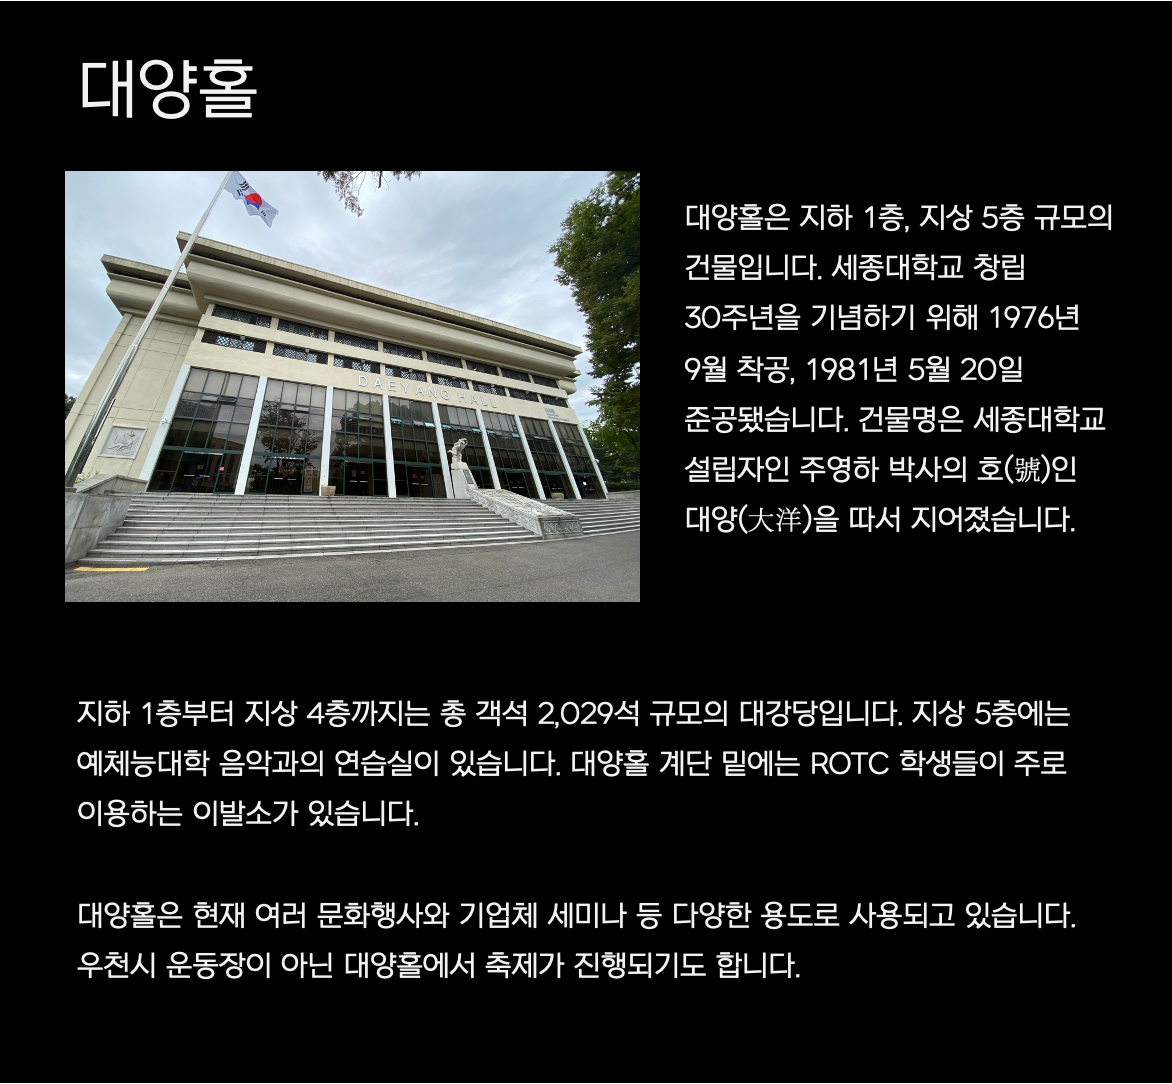 대양홀
DAEYANG HALL
대양홀은 지하 1층, 지상 5층 규모의
건물입니다. 세종대학교 창립
30주년을 기념하기 위해 1976년
9월 착공, 1981년 5월 20일
준공됐습니다. 건물명은 세종대학교
설립자인 주영하 박사의 호(號)인
대양(大洋)을 따서 지어졌습니다.
지하 1층부터 지상 4층까지는 총 객석 2,029석 규모의 대강당입니다. 지상 5층에는
예체능대학 음악과의 연습실이 있습니다. 대양홀 계단 밑에는 ROTC 학생들이 주로
이용하는 이발소가 있습니다.
대양홀은 현재 여러 문화행사와 기업체 세미나 등 다양한 용도로 사용되고 있습니다.
우천시 운동장이 아닌 대양홀에서 축제가 진행되기도 합니다.